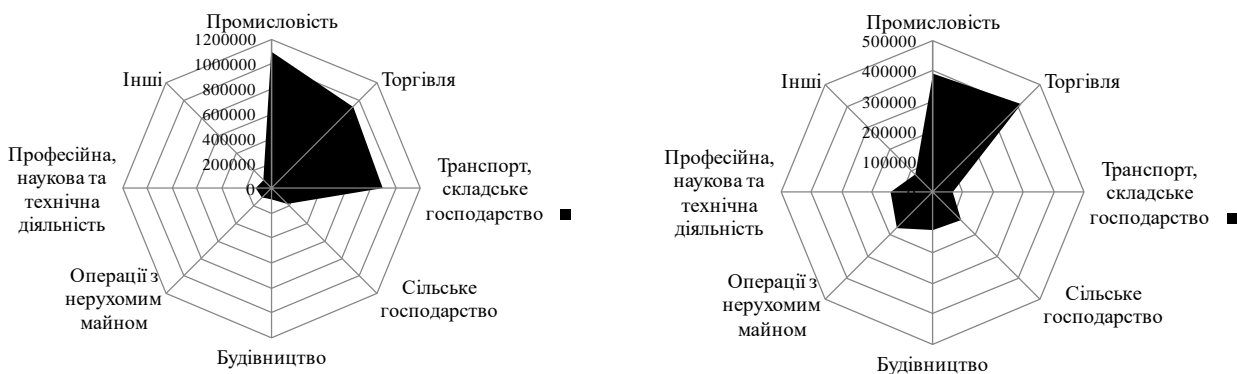 Промисловість
1200000
1000000
800000
600000
400000
200000
0
Торгівля
Транспорт,
складське
господарство
Сільське
господарство
Будівництво
Операції з
нерухомим
майном
Професійна,
наукова та
технічна
діяльність
Інші
Промисловість
500000
400000
300000
200000
100000
Торгівля
Транспорт,
складське
господарство
Сільське
господарство
Будівництво
Операції з
нерухомим
майном
Професійна,
наукова та
технічна
діяльність
Інші